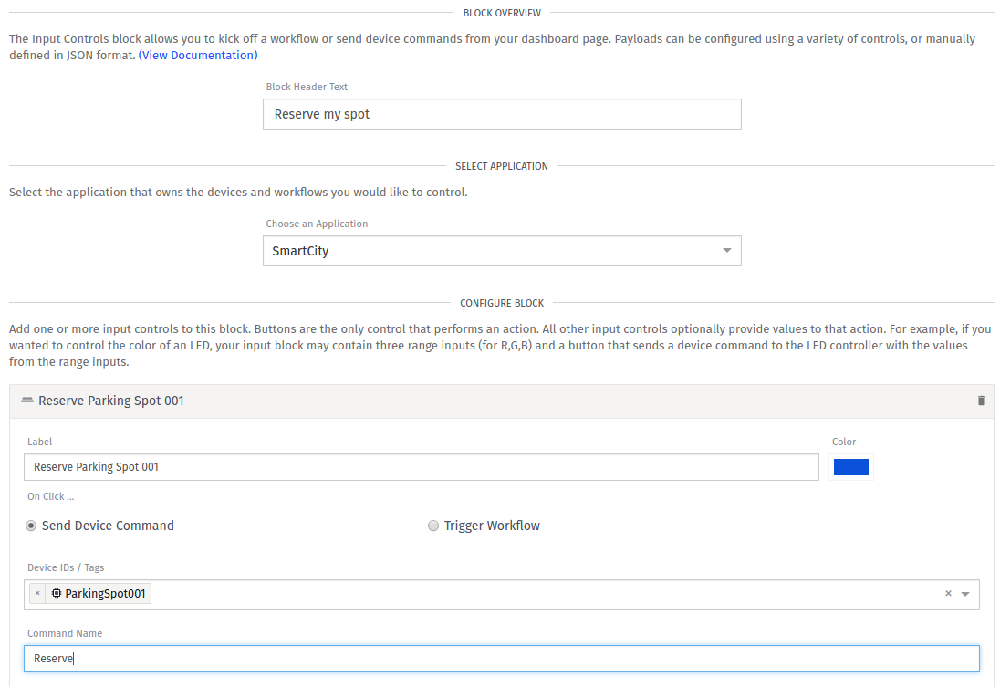 BLOCK OVERVIEW
The Input Controls block allows you to kick off a workflow or send device commands from your dashboard page. Payloads can be configured using a variety of controls, or manually
defined in JSON format. (View Documentation)
Block Header Text
Reserve my spot
SELECT APPLICATION
Select the application that owns the devices and workflows you would like to control.
Choose an Application
SmartCity
CONFIGURE BLOCK
Add one or more input controls to this block. Buttons are the only control that performs an action. All other input controls optionally provide values to that action. For example, if you
wanted to control the color of an LED, your input block may contain three range inputs (for R,G,B) and a button that sends a device command to the LED controller with the values
from the range inputs.
Reserve Parking Spot 001
Label Color
Reserve Parking Spot 001
On Click ...
Send Device Command Trigger Workflow
Device IDs / Tags
× ParkingSpot001 ×
Command Name
Reserve